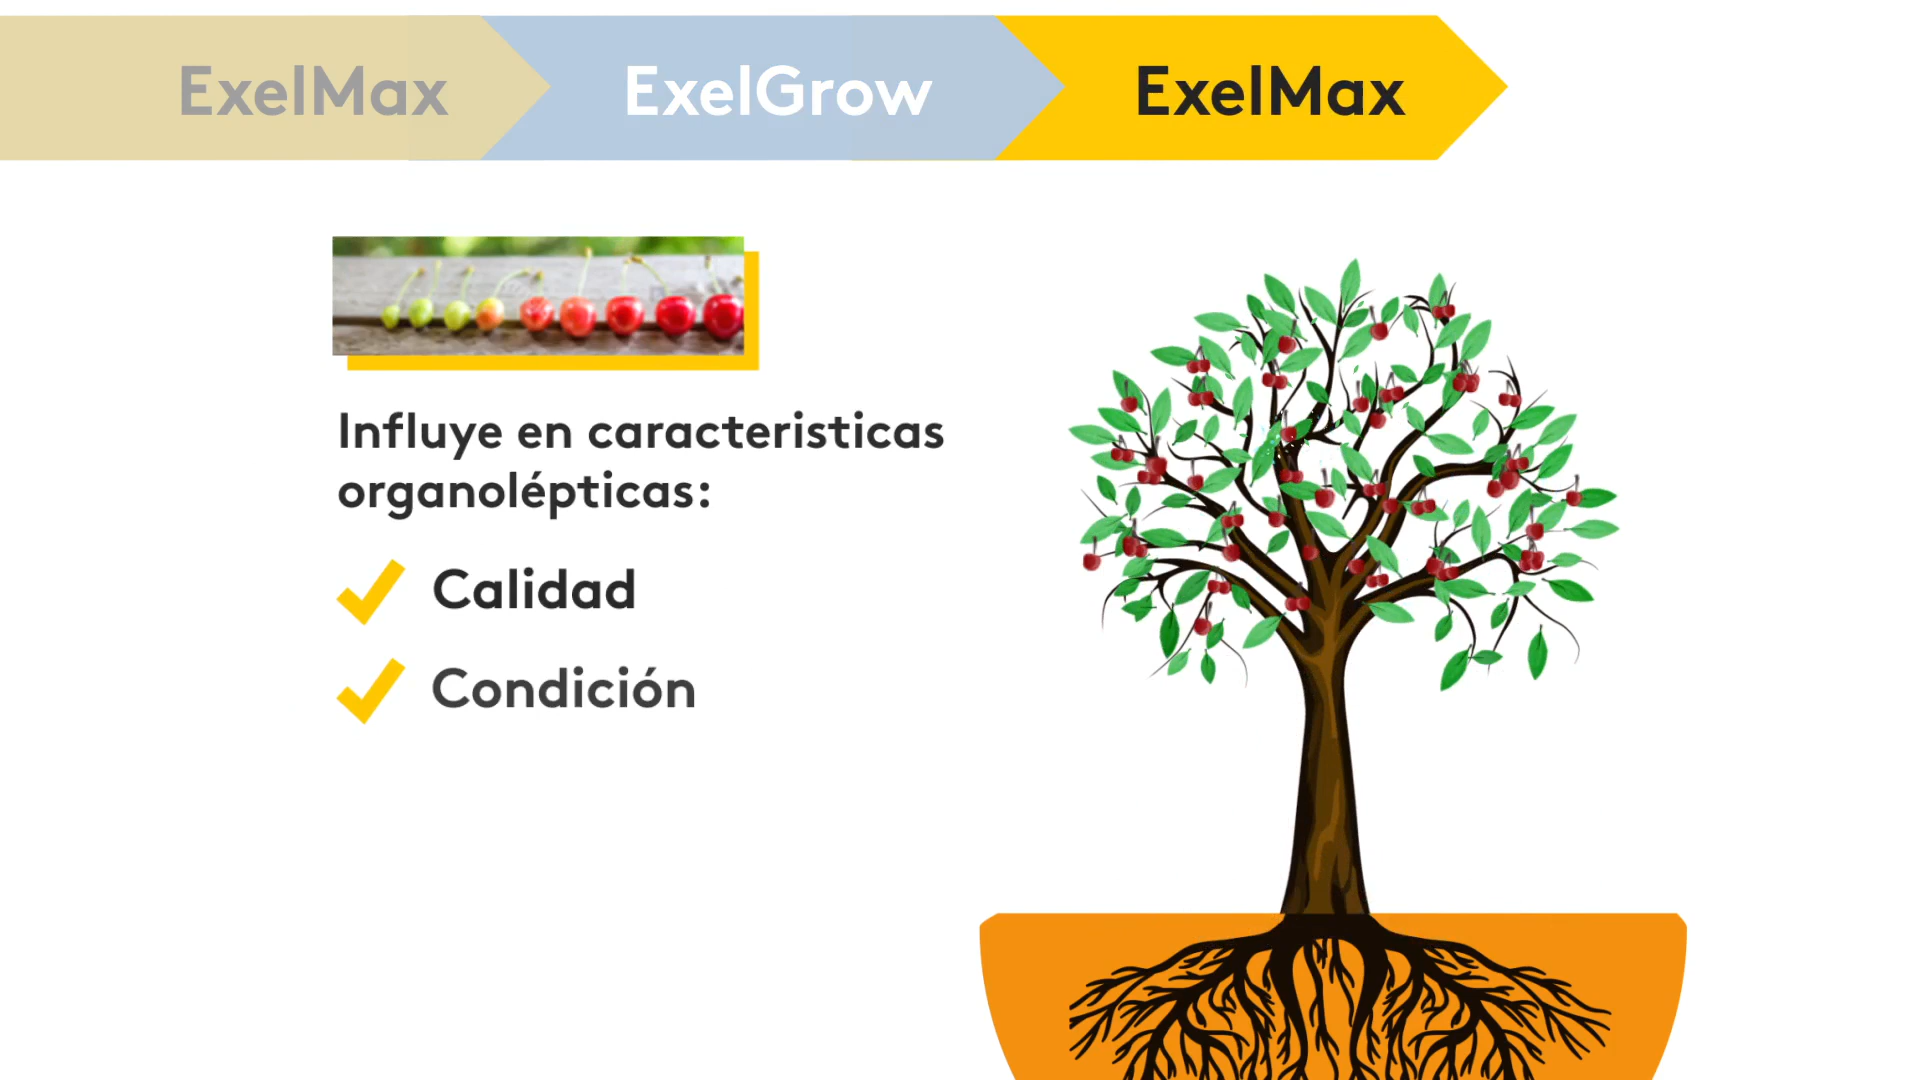 ExelMax
ExelGrow
ExelMax
Influye en caracteristicas
organolépticas:
Calidad
Condición